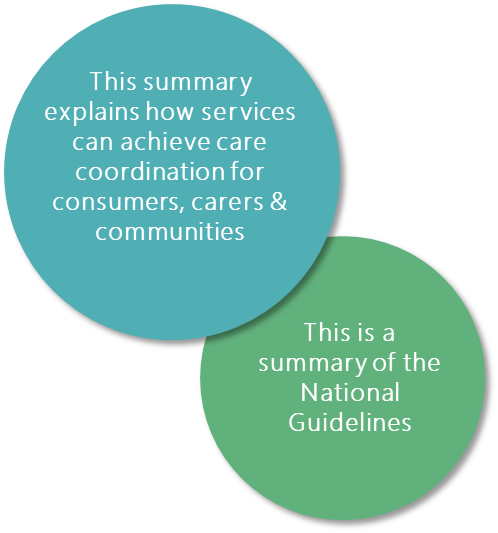 This summary
explains how services
can achieve care
coordination for
consumers, carers &
communities
This is a
summary of the
National
Guidelines